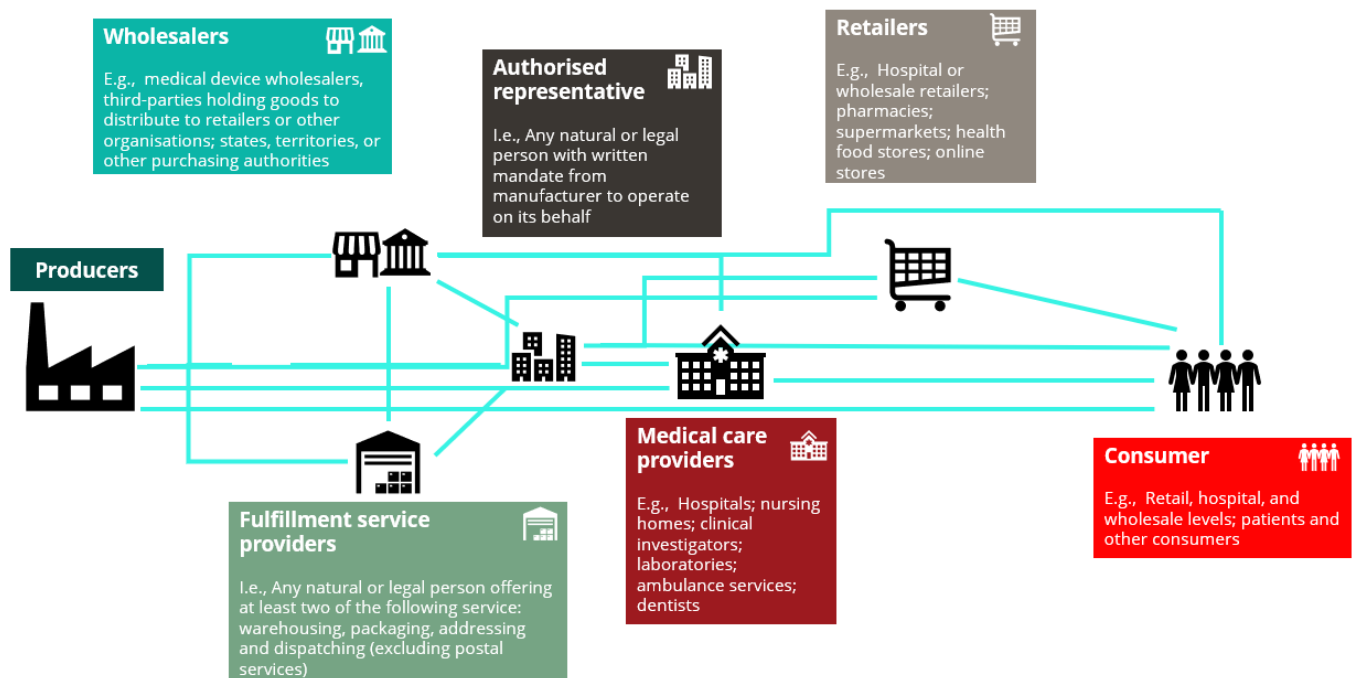 Wholesalers
E.g.,  medical device wholesalers,
third-parties holding goods to
distribute to retailers or other
organisations; states, territories, or
other purchasing authorities
Authorised
representative
I.e., Any natural or legal
person with written
mandate from
manufacturer to operate
on its behalf
Retailers
E.g.,  Hospital or
wholesale retailers;
pharmacies;
supermarkets; health
food stores; online
stores
Producers
Fulfillment service
providers
I.e., Any natural or legal person offering
at least two of the following service:
warehousing, packaging, addressing
and dispatching (excluding postal
services)
Medical care
providers
E.g.,  Hospitals; nursing
homes; clinical
investigators;
laboratories;
ambulance services;
dentists
Consumer
E.g.,  Retail, hospital, and
wholesale levels; patients and
other consumers